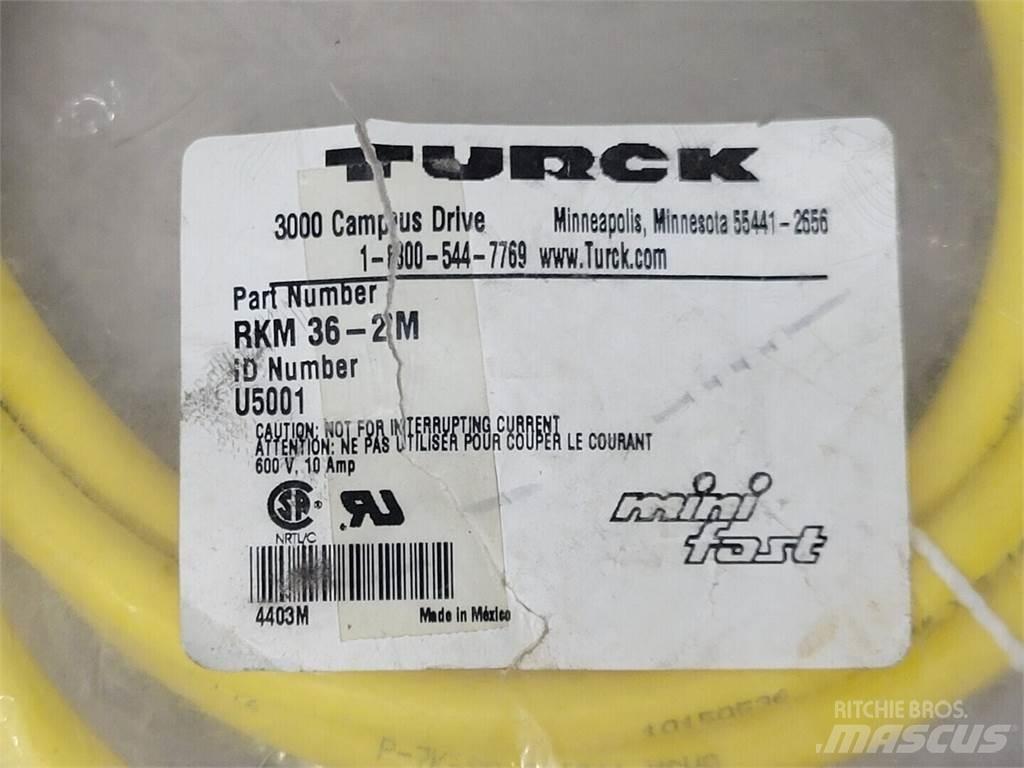 TURCK
3000 Campus Drive Minneapolis, Minnesota 55441-2656
1-800-544-7769 www.Turck.com
Part Number
RKM 36-2M
ID Number
U5001
CAUTION: NOT FOR INTERRUPTING CURRENT
ATTENTION: NE PAS UTILISER POUR COUPER LE COURANT
600 V, 10 Amp
NRTL/C
mini
fast
4403M Made in México
RITCHIE BROS.
MASCUS